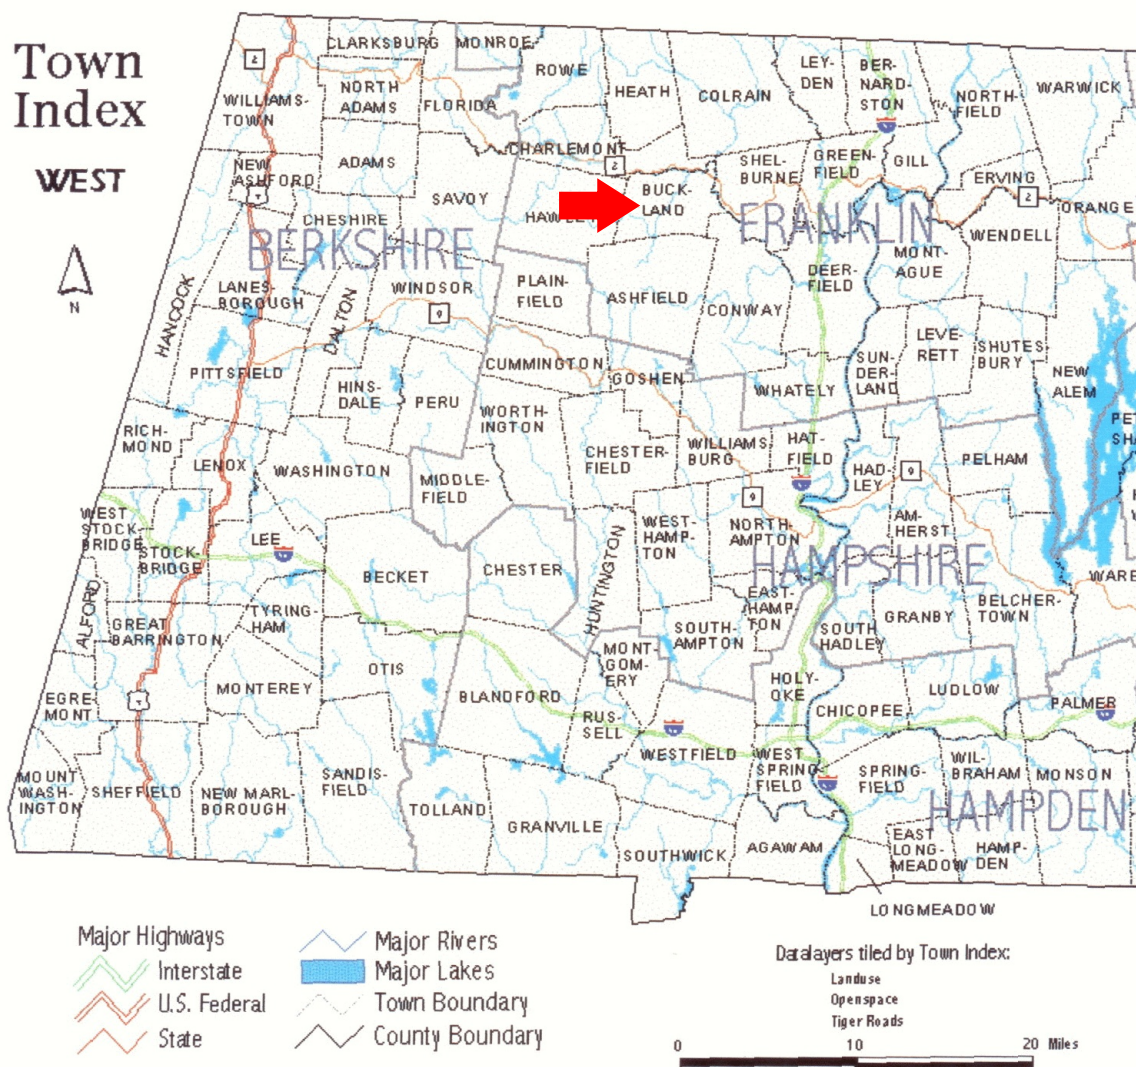 Town
Index
WEST
N
CLARKSBURG
MONROE
ROWE
HEATH
COLRAIN
LEY-
DEN
BER-
NARD-
STON
NORTH-
FIELD
WARWICK
2
WILLIAMS-
TOWN
NORTH
ADAMS
FLORIDA
CHARLEMONT
2
SHEL-
BURNE
GREEN-
FIELD
GILL
ERVING
2
ORANGE
NEW
ASHFORD
ADAMS
SAVOY
BUCK-
LAND
CHESHIRE
BERKSHIRE
FRANKLIN
WENDELL
MONT-
AGUE
HANCOCK
LANES-
BOROUGH
DALTON
WINDSOR
PLAIN-
FIELD
ASHFIELD
CONWAY
DEER-
FIELD
9
LEVE-
RETT
SHUTES
BURY
PITTSFIELD
HINS-
DALE
PERU
CUMMINGTON
GOSHEN
WHATELY
SUN-
DER-
LAND
NEW
ALEM
RICH-
MOND
LENOX
WASHINGTON
WORTH-
INGTON
CHESTER-
FIELD
WILLIAMS
BURG
HAT-
FIELD
HAD-
LEY
9
PELHAM
PE
SHA
MIDDLE-
FIELD
WEST
STOCK-
BRIDGE
STOCK-
BRIDGE
LEE
BECKET
CHESTER
HUNTINGTON
WEST-
HAMP-
TON
9
NORTH-
AMPTON
AM-
HERST
HAMPSHIRE
WARE
ALFORD
GREAT
BARRINGTON
TYRING-
HAM
EAST-
HAMP-
TON
SOUTH
HADLEY
GRANBY
BELCHER-
TOWN
SOUTH-
AMPTON
EGRE-
MONT
MONTEREY
OTIS
BLANDFORD
MONT-
GOM-
ERY
HOLY-
OKE
LUDLOW
PALMER
CHICOPEE
RUS-
SELL
WESTFIELD
WEST
SPRING-
FIELD
SPRING-
FIELD
WIL-
BRAHAM
MONSON
MOUNT
WASH-
INGTON
SHEFFIELD
NEW MARL-
BOROUGH
SANDIS-
FIELD
TOLLAND
GRANVILLE
SOUTHWICK
AGAWAM
HAMPDEN
EAST
LONG-
MEADOW
HAMP-
DEN
LONGMEADOW
Major Highways
Interstate
U.S. Federal
State
Major Rivers
Major Lakes
Town Boundary
County Boundary
Datalayers tiled by Town Index:
Landuse
Openspace
Tiger Roads
0 10 20 Miles